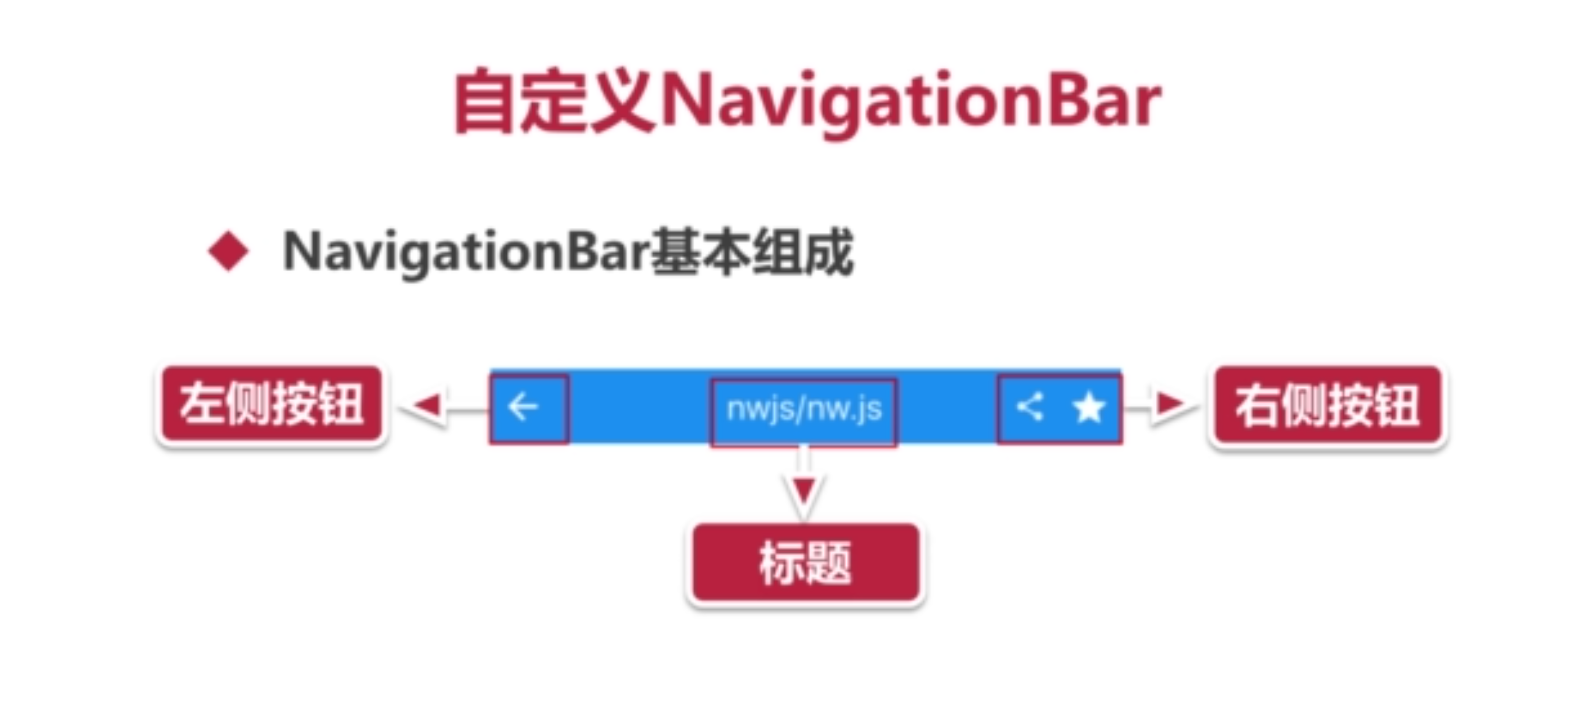 自定义NavigationBar
NavigationBar基本组成
左侧按钮
nwjs/nw.js
右侧按钮
标题